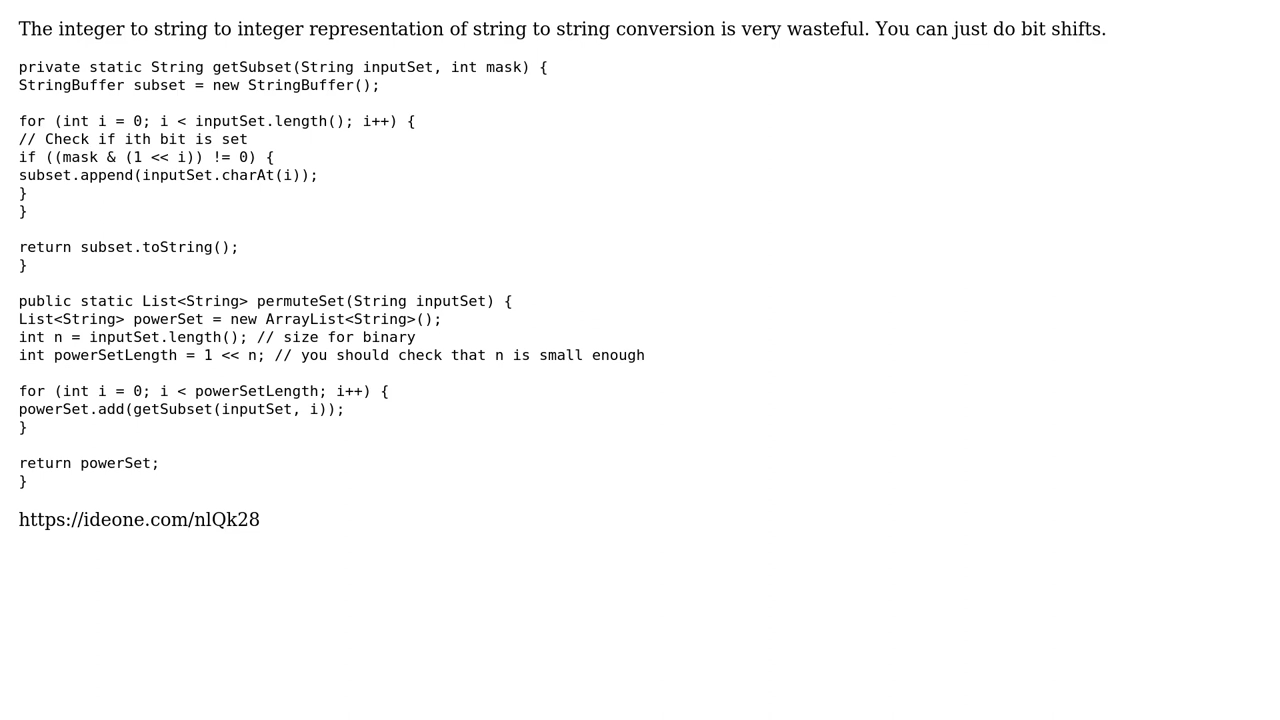 The integer to string to integer representation of string to string conversion is very wasteful. You can just do bit shifts.
private static String getSubset(String inputSet, int mask) {
StringBuffer subset = new StringBuffer();
for (int i = 0; i < inputSet.length(); i++) {
// Check if ith bit is set
if ((mask & (1 << i)) != 0) {
subset.append(inputSet.charAt(i));
}
}
return subset.toString();
}
public static List<String> permuteSet(String inputSet) {
List<String> powerSet = new ArrayList<String>();
int n = inputSet.length(); // size for binary
int powerSetLength = 1 << n; // you should check that n is small enough
for (int i = 0; i < powerSetLength; i++) {
powerSet.add(getSubset(inputSet, i));
}
return powerSet;
}
https://ideone.com/nlQk28